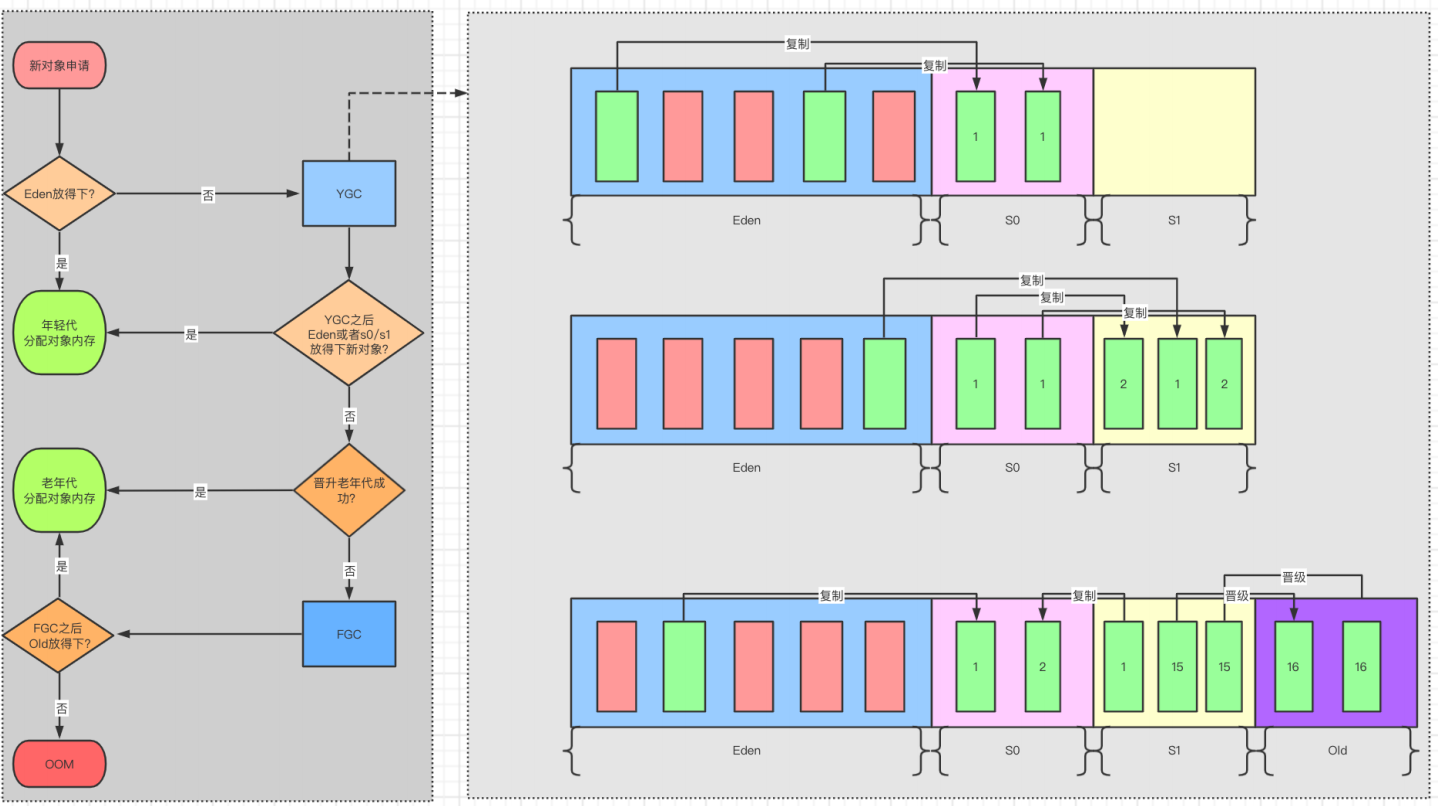 新对象申请
Eden放得下?
否
YGC
是
年轻代
分配对象内存
是
YGC之后
Eden或者s0/s1
放得下新对象?
否
老年代
分配对象内存
是
晋升老年代成
功?
是
否
FGC之后
Old放得下?
FGC
否
OOM
复制
复制
1
1
Eden
S0
S1
复制
复制
复制
1
1
2
1
2
Eden
S0
S1
晋级
复制
复制
晋级
1
2
1
15
15
16
16
Eden
S0
S1
Old